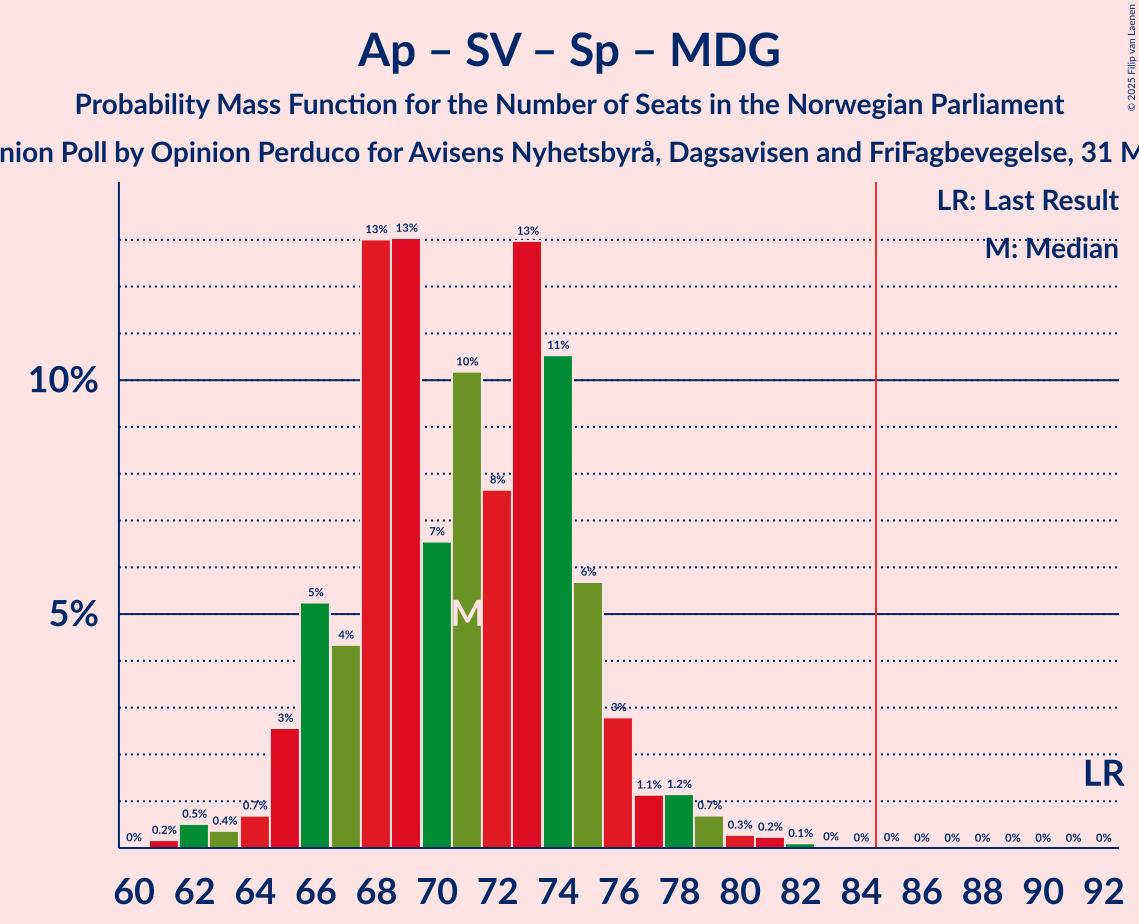 Ap – SV – Sp – MDG
Probability Mass Function for the Number of Seats in the Norwegian Parliament
nion Poll by Opinion Perduco for Avisens Nyhetsbyrå, Dagsavisen and FriFagbevegelse, 31 M
© 2025 Filip van Laenen
LR: Last Result
M: Median
13% 13% 13%
11%
10%
10%
8%
7%
6%
5%
5%
4%
3%
3%
M
LR
0% 0.2% 0.5% 0.4% 0.7% 1.1% 1.2% 0.7% 0.3% 0.2% 0.1% 0% 0% 0% 0% 0% 0% 0% 0% 0% 0%
60 62 64 66 68 70 72 74 76 78 80 82 84 86 88 90 92